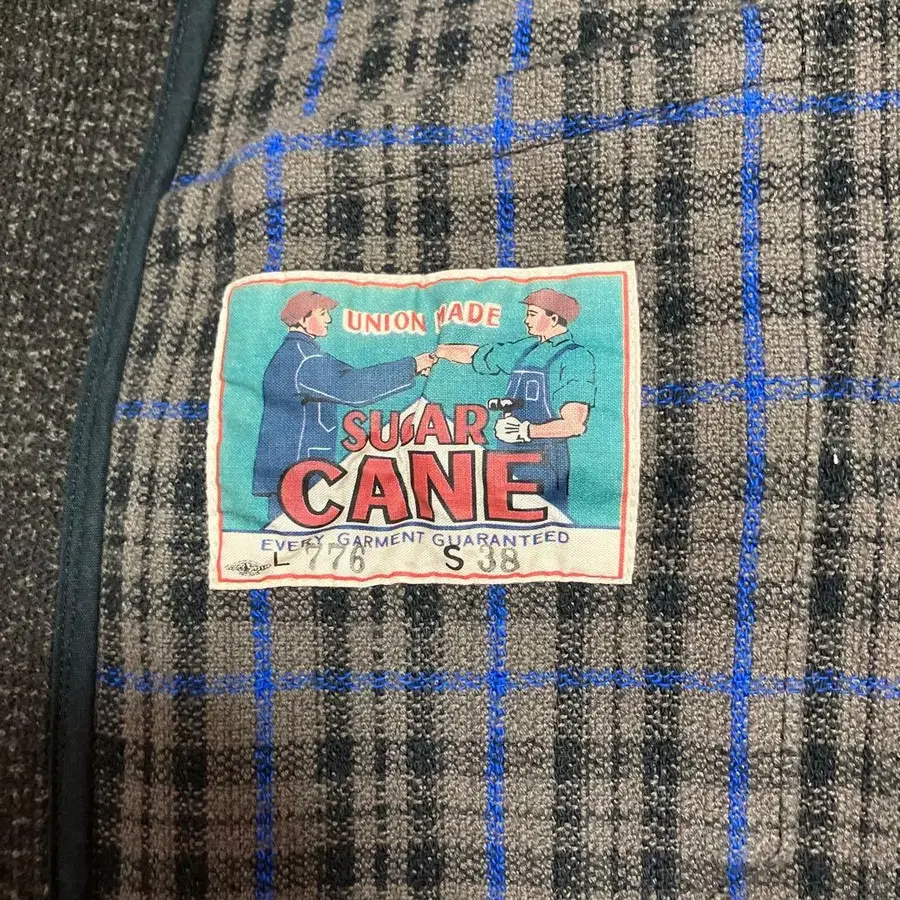 UNION MADE
SUGAR
CANE
EVERY GARMENT GUARANTEED
L 776 S 38